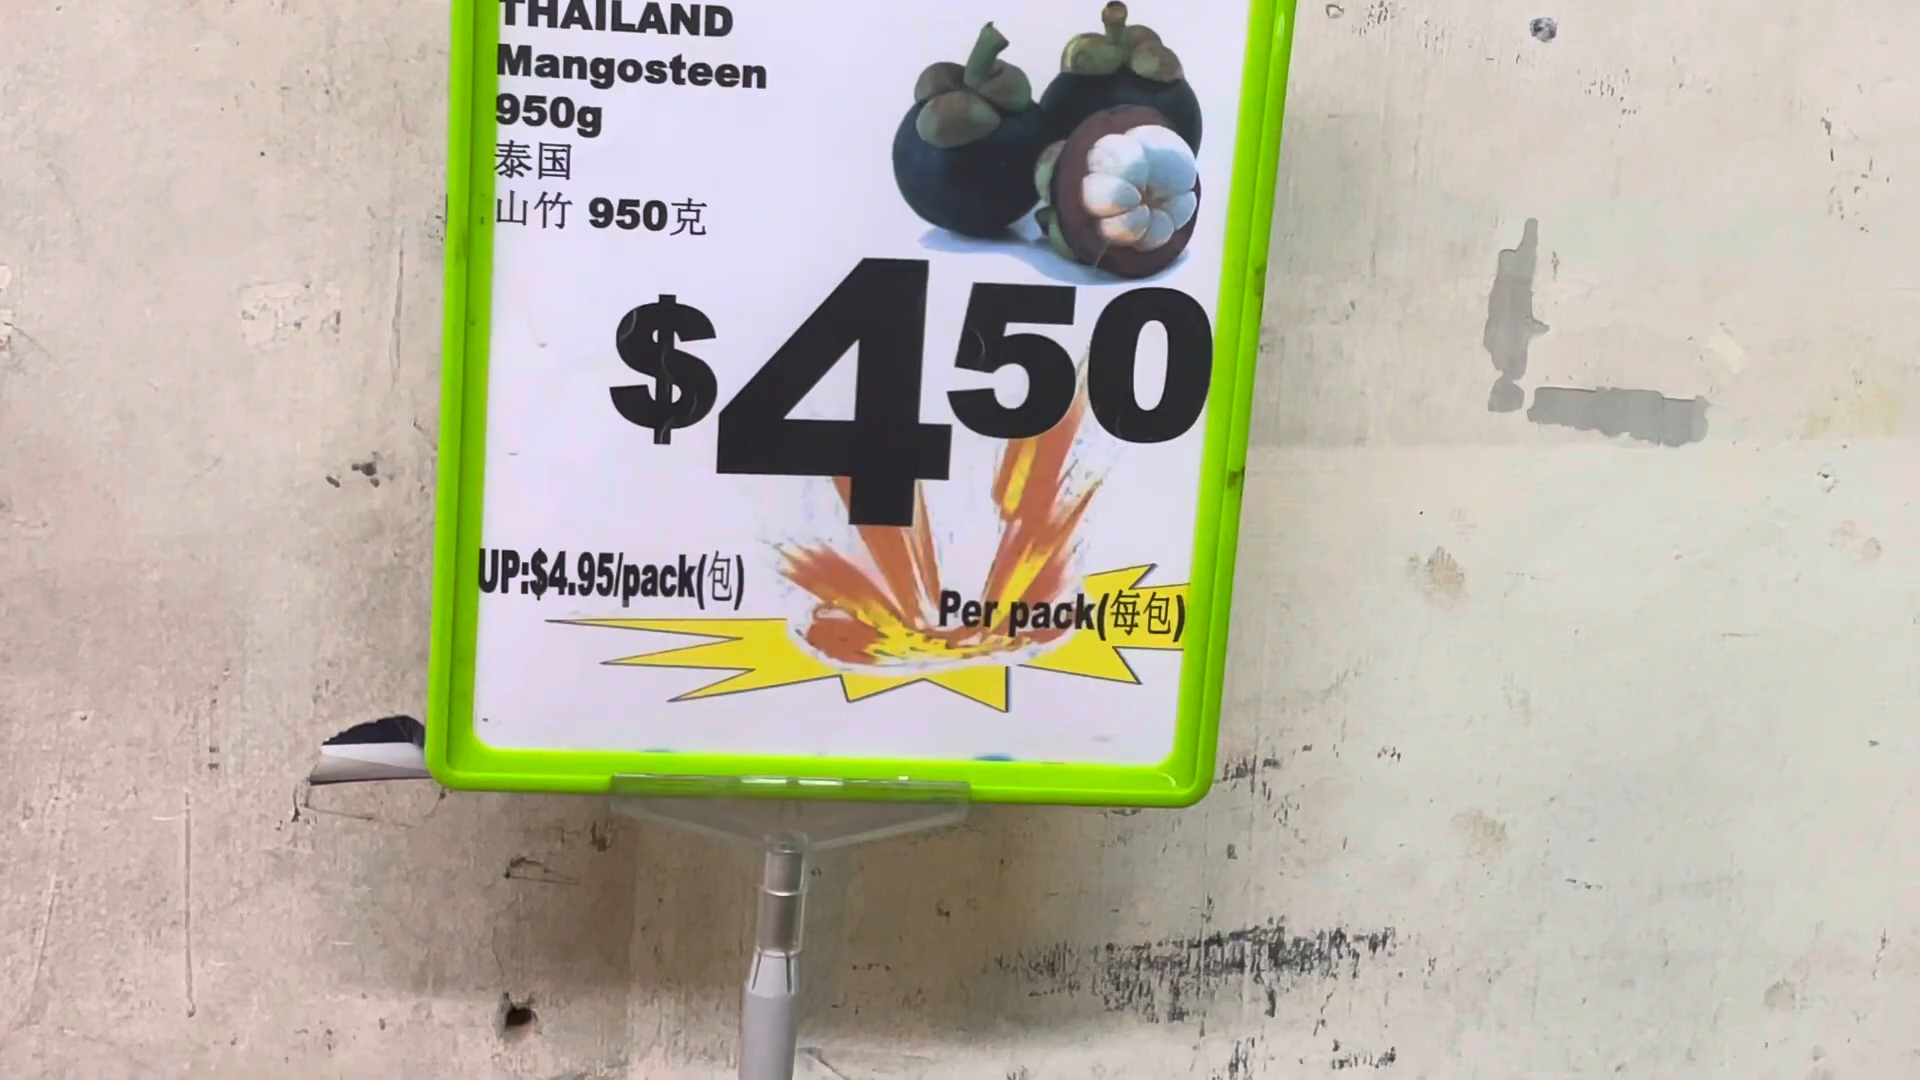 THAILAND
Mangosteen
950g
泰国
山竹 950克
$450
UP:$4.95/pack(包)
Per pack(每包)